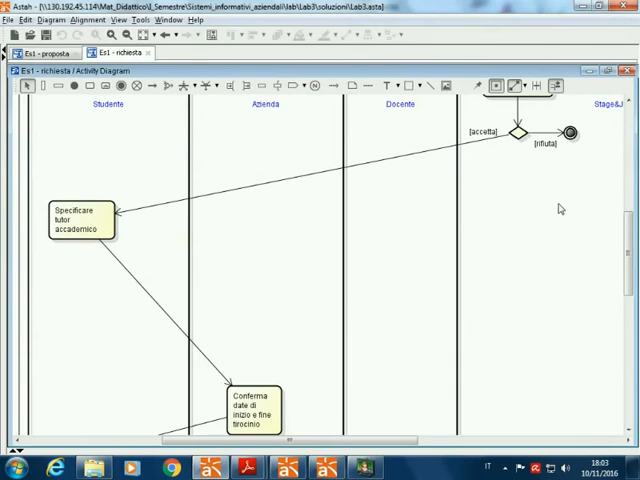 Astah - [\\130.192.45.114\Mat_Didattico\I_Semestre\Sistemi_informativi_aziendali\lab\Lab3\soluzioni\Lab3.asta]
File Edit Diagram Alignment View Tools Window Help
Es1 - proposta
Es1 - richiesta
Es1 - richiesta / Activity Diagram
Studente
Azienda
Docente
Stage&J
[accetta]
[rifiuta]
Specificare
tutor
accademico
Conferma
date di
inizio e fine
tirocinio
IT
18:03
10/11/2016